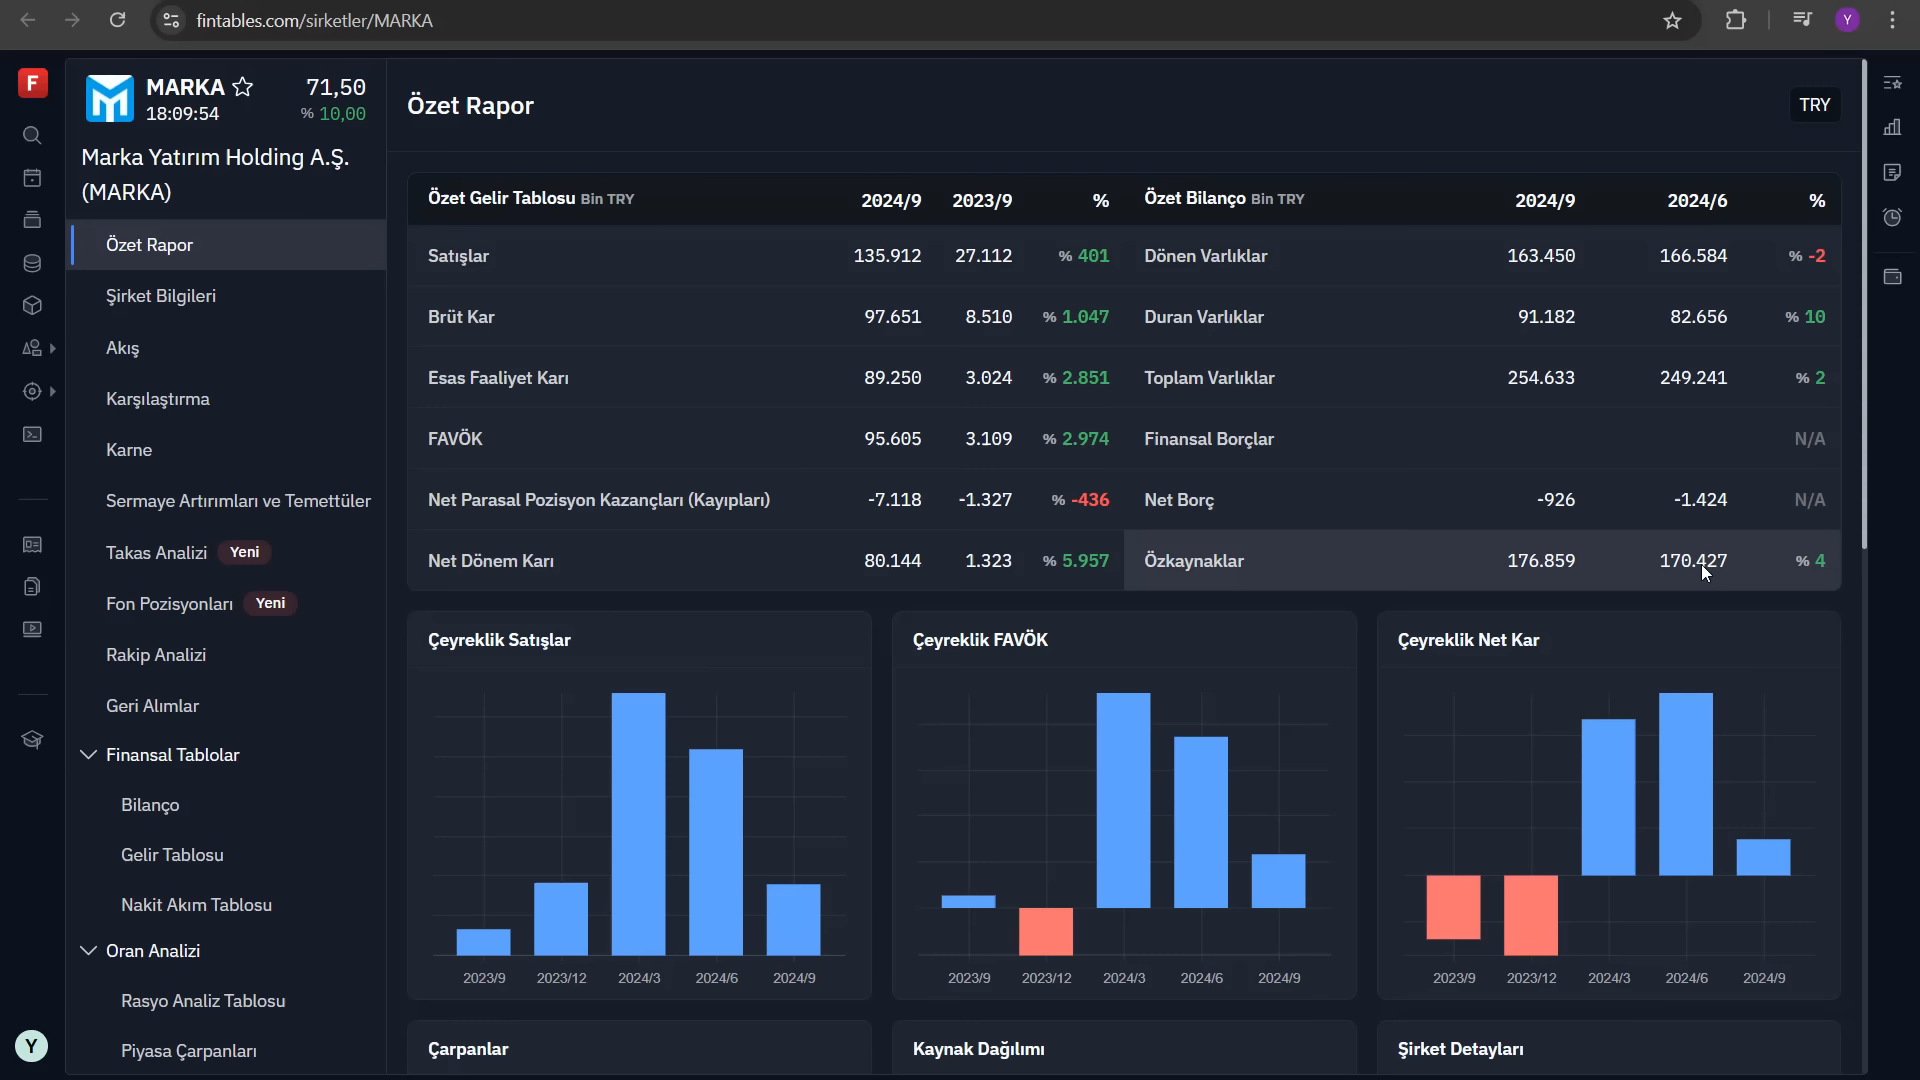 fintables.com/sirketler/MARKA
Y
F
MARKA 71,50
18:09:54 % 10,00
Marka Yatırım Holding A.Ş.
(MARKA)
Özet Rapor
Şirket Bilgileri
Akış
Karşılaştırma
Karne
Sermaye Artırımları ve Temettüler
Takas Analizi Yeni
Fon Pozisyonları Yeni
Rakip Analizi
Geri Alımlar
Finansal Tablolar
Bilanço
Gelir Tablosu
Nakit Akım Tablosu
Oran Analizi
Rasyo Analiz Tablosu
Piyasa Çarpanları
Y
Özet Rapor
TRY
Özet Gelir Tablosu Bin TRY 2024/9 2023/9 %
Satışlar 135.912 27.112 % 401
Brüt Kar 97.651 8.510 % 1.047
Esas Faaliyet Karı 89.250 3.024 % 2.851
FAVÖK 95.605 3.109 % 2.974
Net Parasal Pozisyon Kazançları (Kayıpları) -7.118 -1.327 % -436
Net Dönem Karı 80.144 1.323 % 5.957
Özet Bilanço Bin TRY 2024/9 2024/6 %
Dönen Varlıklar 163.450 166.584 % -2
Duran Varlıklar 91.182 82.656 % 10
Toplam Varlıklar 254.633 249.241 % 2
Finansal Borçlar N/A
Net Borç -926 -1.424 N/A
Özkaynaklar 176.859 170.427 % 4
Çeyreklik Satışlar
2023/9 2023/12 2024/3 2024/6 2024/9
Çeyreklik FAVÖK
2023/9 2023/12 2024/3 2024/6 2024/9
Çeyreklik Net Kar
2023/9 2023/12 2024/3 2024/6 2024/9
Çarpanlar
Kaynak Dağılımı
Şirket Detayları